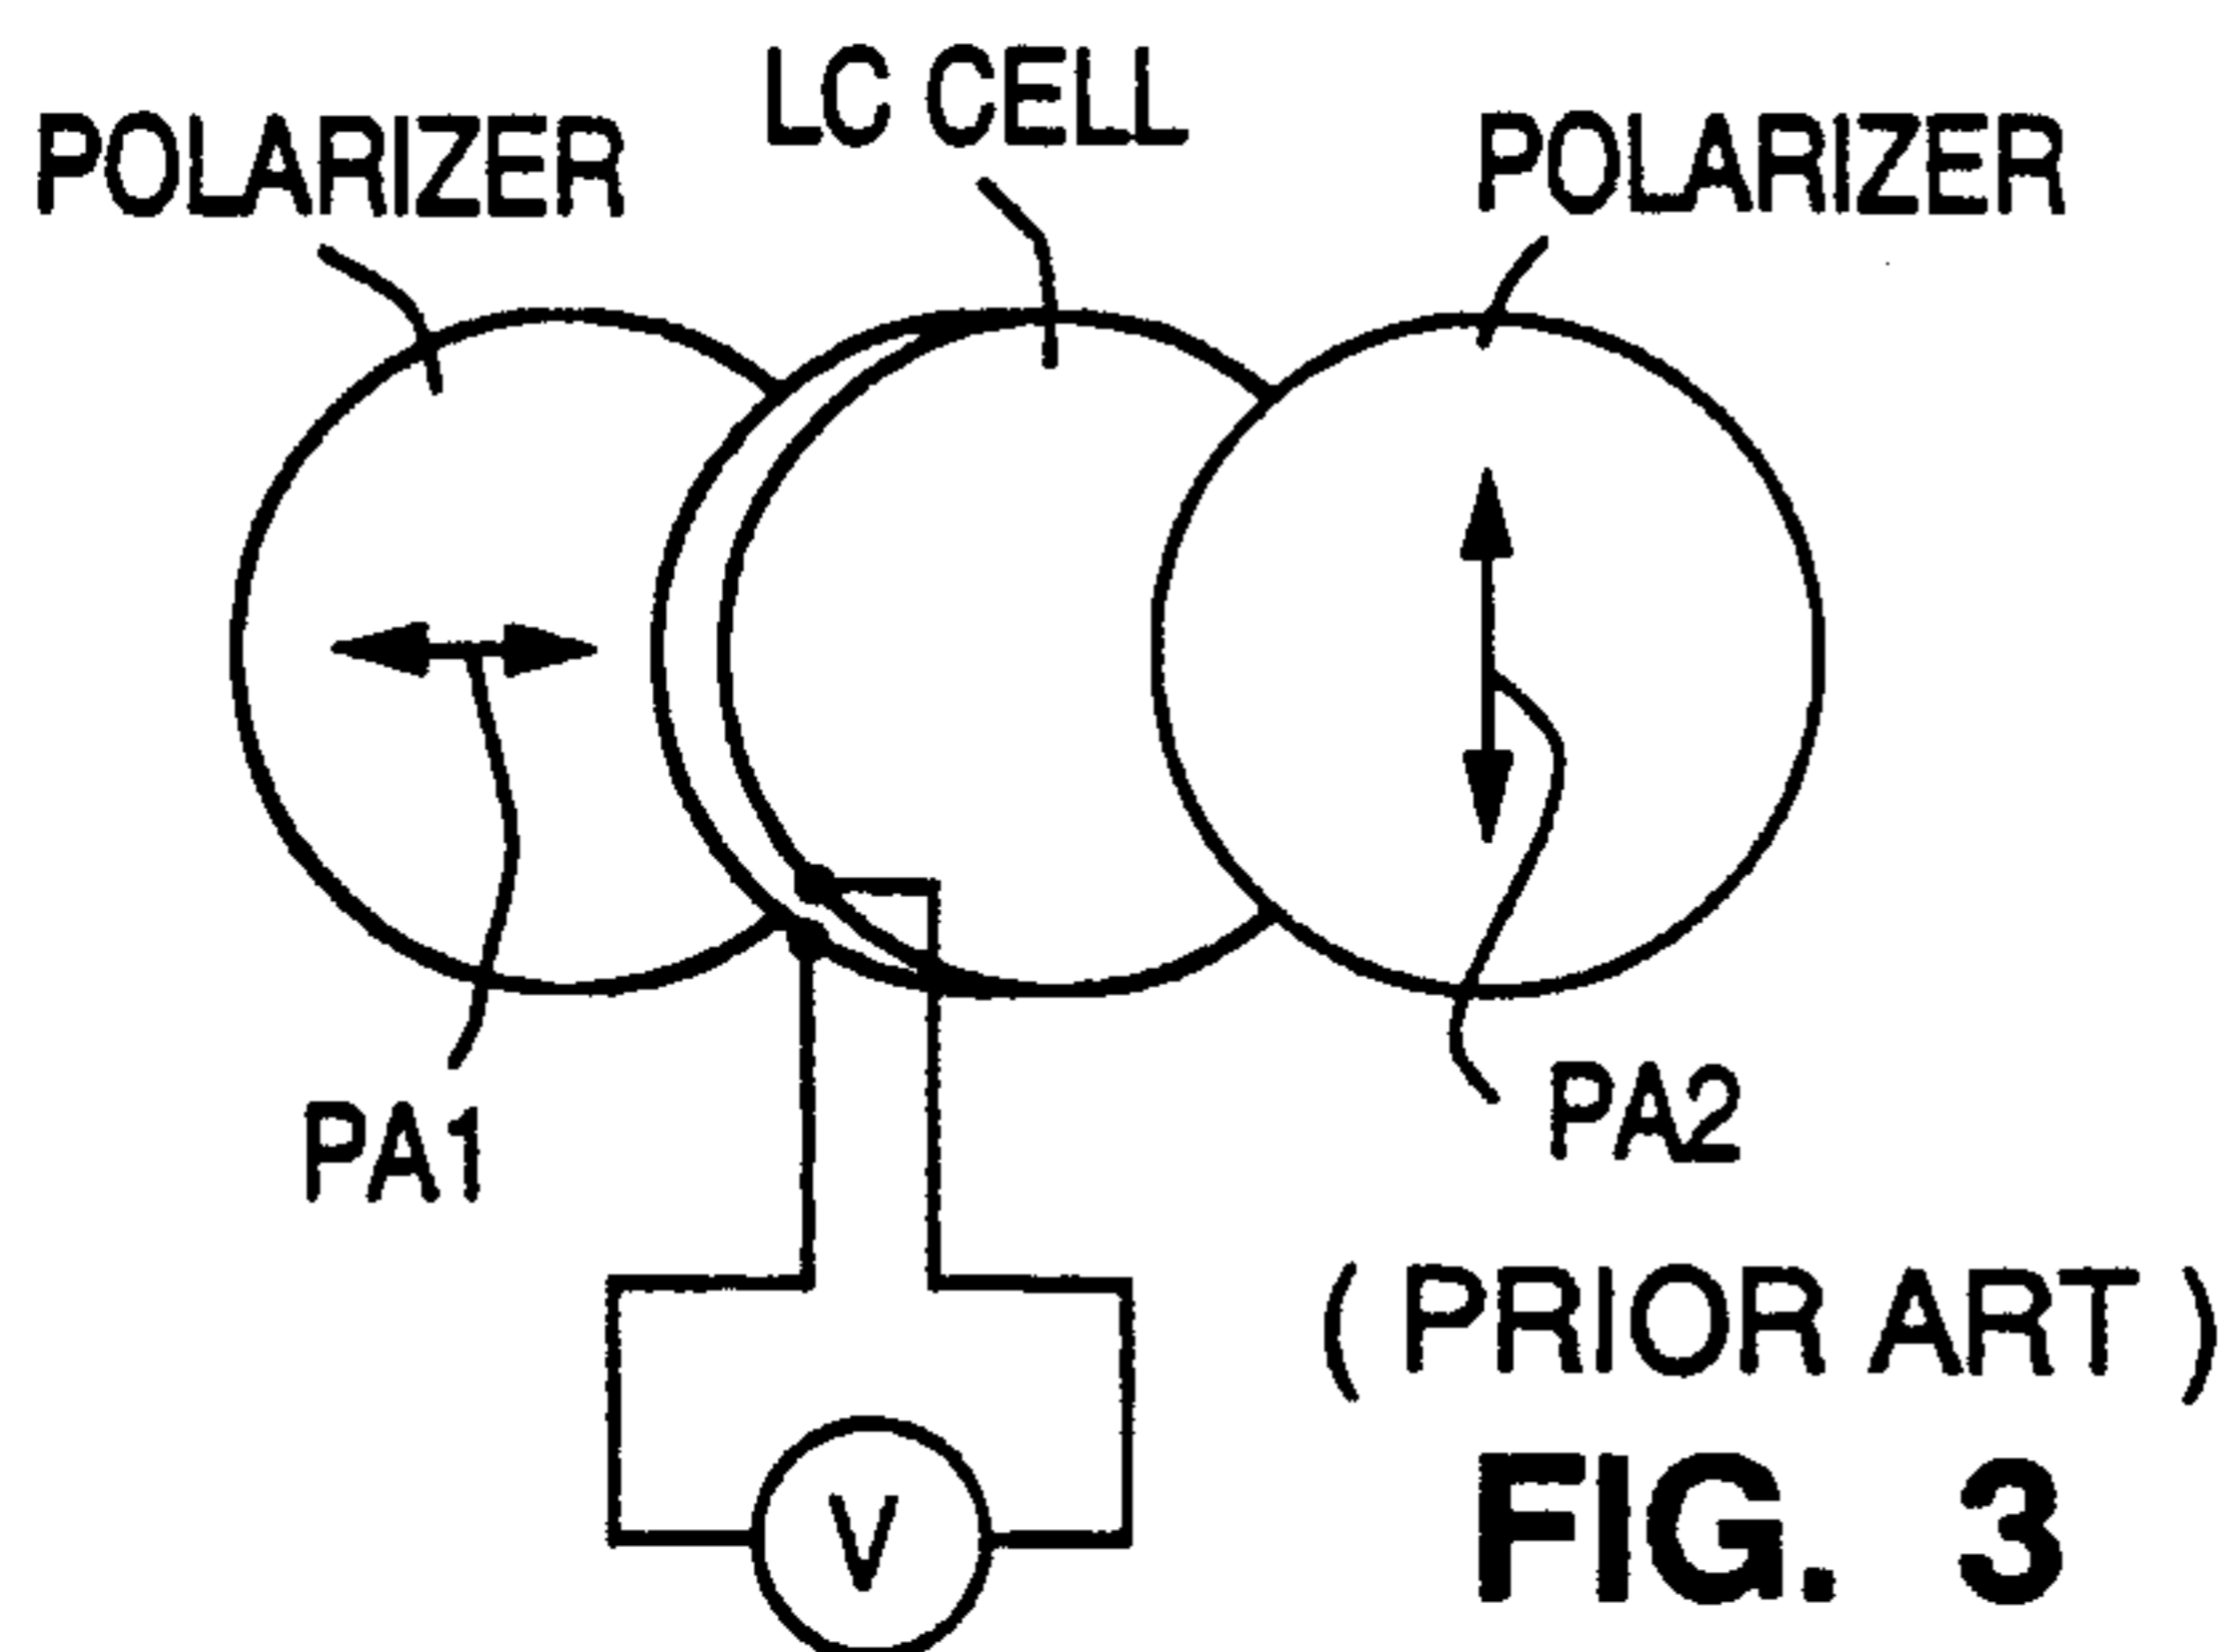 LC CELL
POLARIZER
POLARIZER
PA1
PA2
V
( PRIOR ART )
FIG. 3